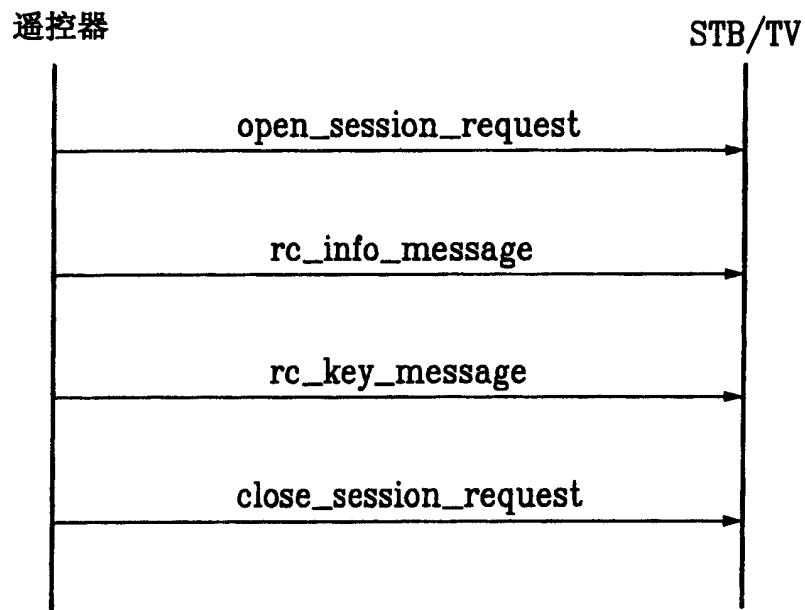 遥控器
STB/TV
open_session_request
rc_info_message
rc_key_message
close_session_request